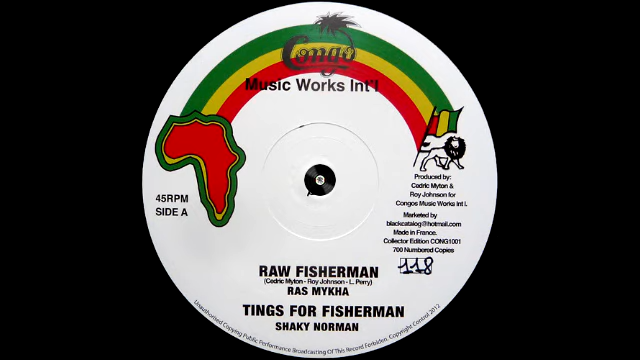 Congo
Music Works Int'l
45RPM
SIDE A
Produced by:
Cedric Myton &
Roy Johnson for
Congos Music Works Int l.
Marketed by
blackcatalog@hotmail.com
Made in France.
Collector Edition CONG1001
700 Numbered Copies
118
RAW FISHERMAN
(Cedric Myton - Roy Johnson - L. Perry)
RAS MYKHA
TINGS FOR FISHERMAN
SHAKY NORMAN
Unauthorised Copying Public Performance Broadcasting Of This Record Forbiden. Copyright Control 2012